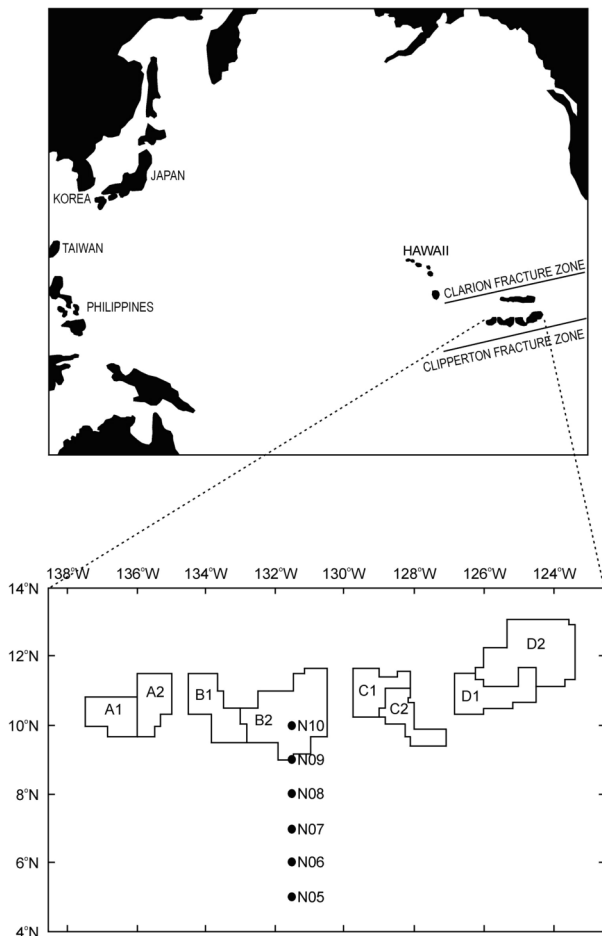 JAPAN
KOREA
TAIWAN
PHILIPPINES
HAWAII
CLARION FRACTURE ZONE
CLIPPERTON FRACTURE ZONE
138°W 136°W 134°W 132°W 130°W 128°W 126°W 124°W
14°N
12°N
10°N
8°N
6°N
4°N
A1
A2
B1
B2
C1
C2
D1
D2
N10
N09
N08
N07
N06
N05